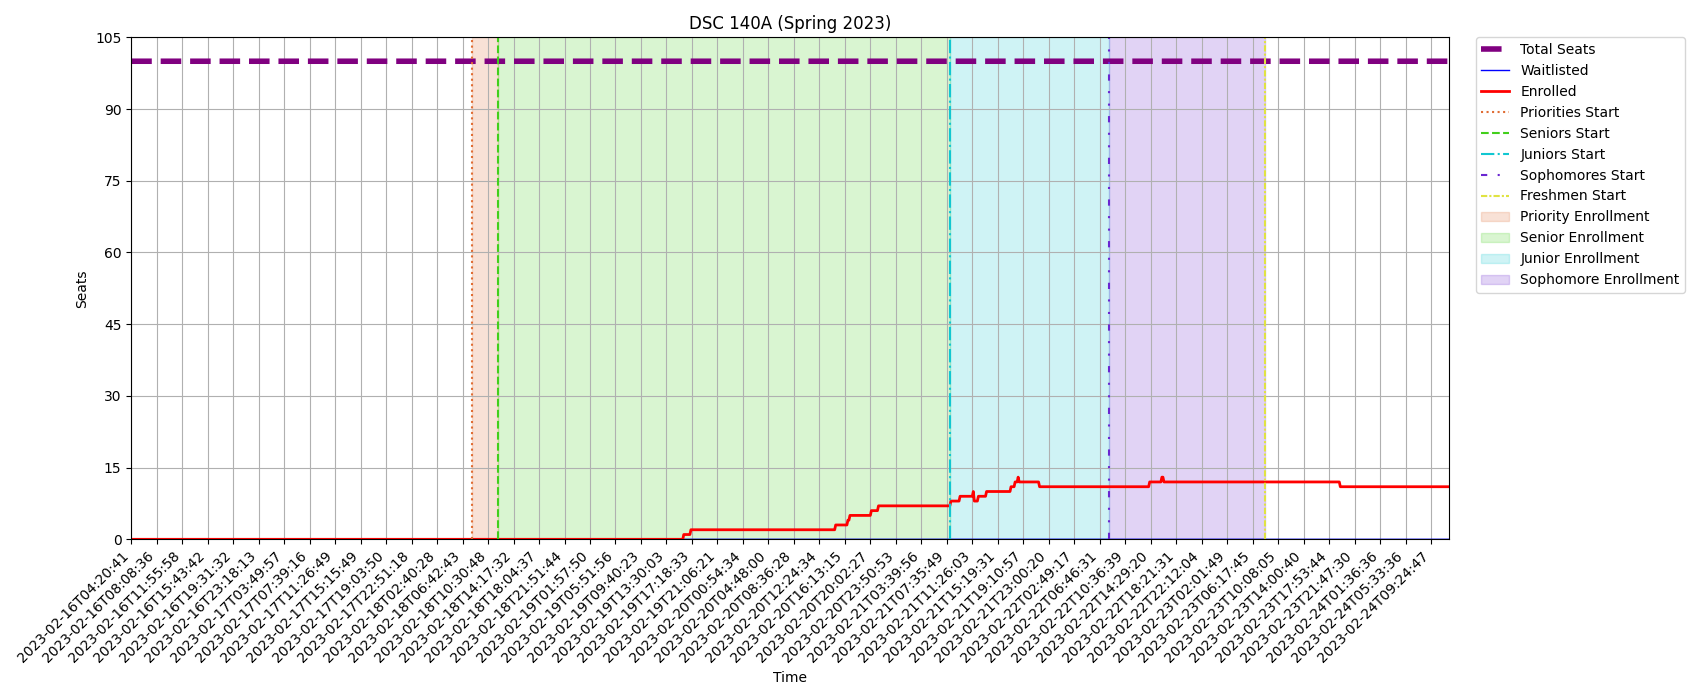 DSC 140A (Spring 2023)
105
90
75
60
45
30
15
0
Seats
2023-02-16T04:20:41
2023-02-16T08:08:36
2023-02-16T11:55:58
2023-02-16T15:43:42
2023-02-16T19:31:32
2023-02-16T23:18:13
2023-02-17T03:49:57
2023-02-17T07:39:16
2023-02-17T11:26:49
2023-02-17T15:15:49
2023-02-17T19:03:50
2023-02-17T22:51:18
2023-02-18T02:40:28
2023-02-18T06:42:43
2023-02-18T10:30:48
2023-02-18T14:17:32
2023-02-18T18:04:37
2023-02-18T21:51:44
2023-02-19T01:57:50
2023-02-19T05:51:56
2023-02-19T09:40:23
2023-02-19T13:30:03
2023-02-19T17:18:33
2023-02-19T21:06:21
2023-02-20T00:54:34
2023-02-20T04:48:00
2023-02-20T08:36:28
2023-02-20T12:24:34
2023-02-20T16:13:15
2023-02-20T20:02:27
2023-02-20T23:50:53
2023-02-21T03:39:56
2023-02-21T07:35:49
2023-02-21T11:26:03
2023-02-21T15:19:31
2023-02-21T19:10:57
2023-02-21T23:00:20
2023-02-22T02:49:17
2023-02-22T06:46:31
2023-02-22T10:36:39
2023-02-22T14:29:20
2023-02-22T18:21:31
2023-02-22T22:12:04
2023-02-23T02:01:49
2023-02-23T06:17:45
2023-02-23T10:08:05
2023-02-23T14:00:40
2023-02-23T17:53:44
2023-02-23T21:47:30
2023-02-24T01:36:36
2023-02-24T05:33:36
2023-02-24T09:24:47
Time
Total Seats
Waitlisted
Enrolled
Priorities Start
Seniors Start
Juniors Start
Sophomores Start
Freshmen Start
Priority Enrollment
Senior Enrollment
Junior Enrollment
Sophomore Enrollment